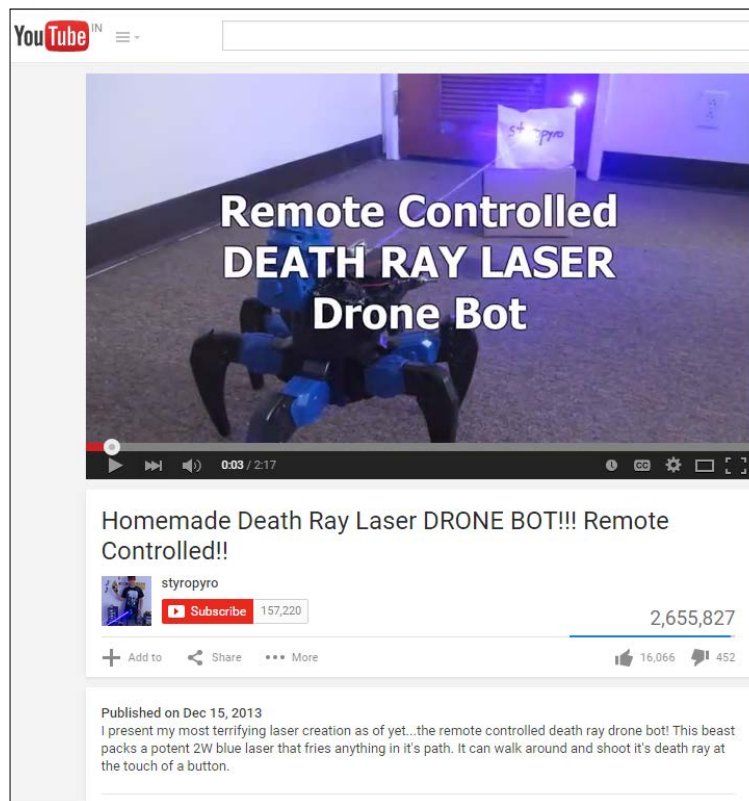 YouTube IN
styropyro
Remote Controlled
DEATH RAY LASER
Drone Bot
0:03 / 2:17
CC
Homemade Death Ray Laser DRONE BOT!!! Remote
Controlled!!
styropyro
Subscribe 157,220
2,655,827
Add to Share More 16,066 452
Published on Dec 15, 2013
I present my most terrifying laser creation as of yet...the remote controlled death ray drone bot! This beast
packs a potent 2W blue laser that fries anything in it's path. It can walk around and shoot it's death ray at
the touch of a button.